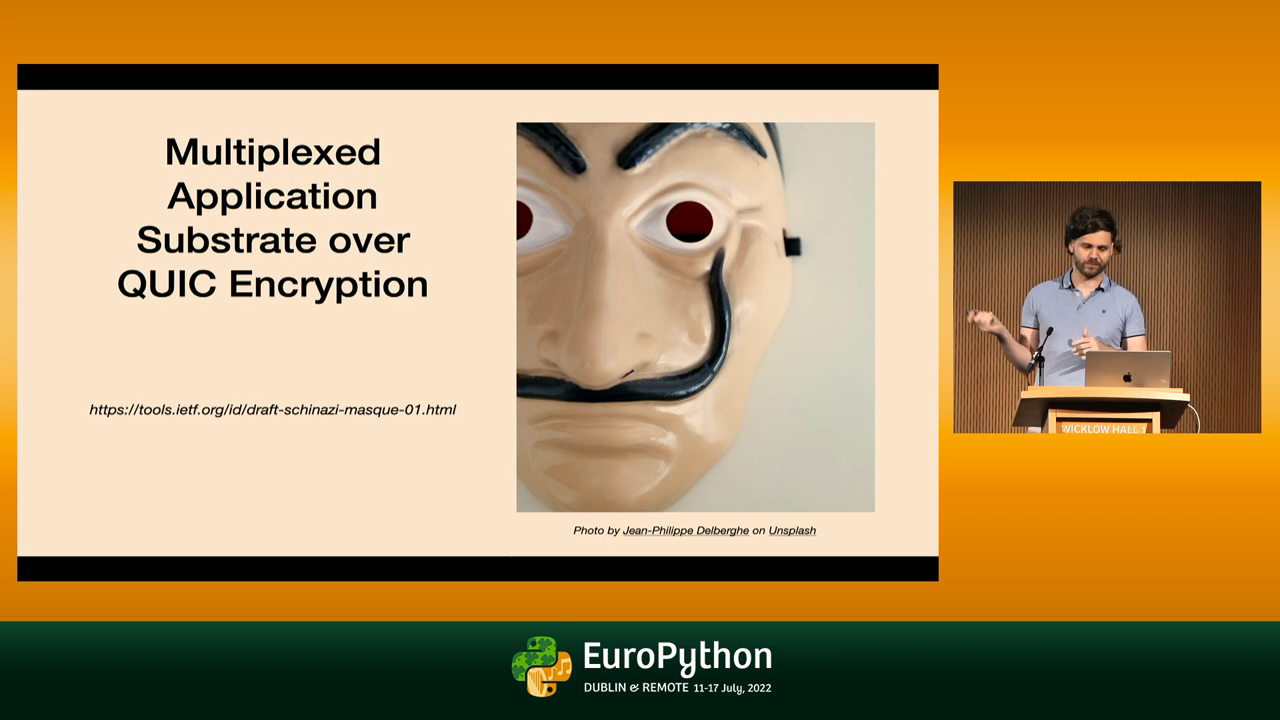 Multiplexed
Application
Substrate over
QUIC Encryption
https://tools.ietf.org/id/draft-schinazi-masque-01.html
Photo by Jean-Philippe Delberghe on Unsplash
WICKLOW HALL 1
EuroPython
DUBLIN & REMOTE 11-17 July, 2022